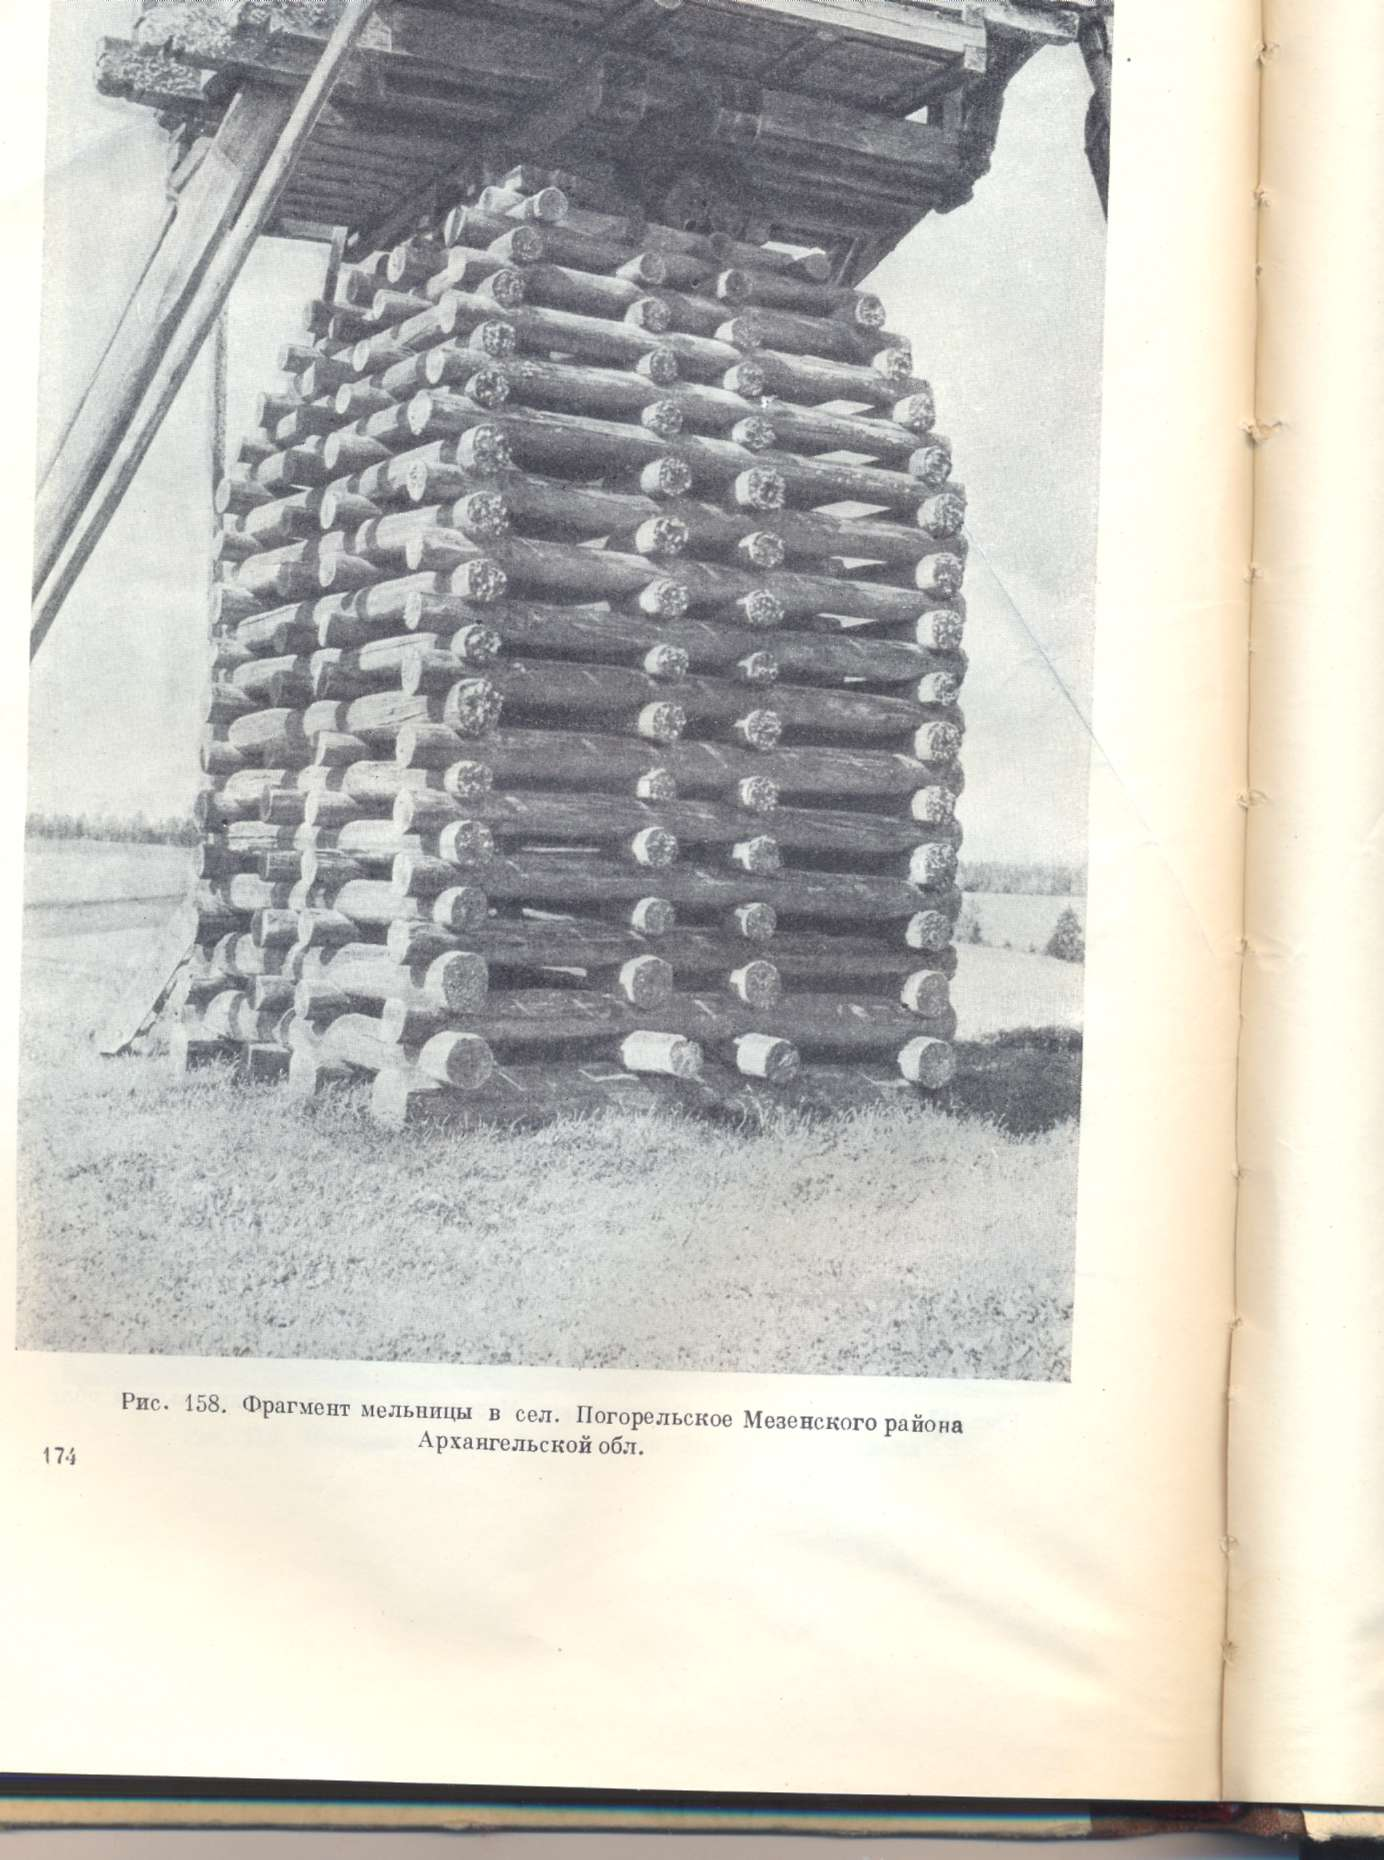 Рис. 158. Фрагмент мельницы в сел. Погорельское Мезенского района
Архангельской обл.
174